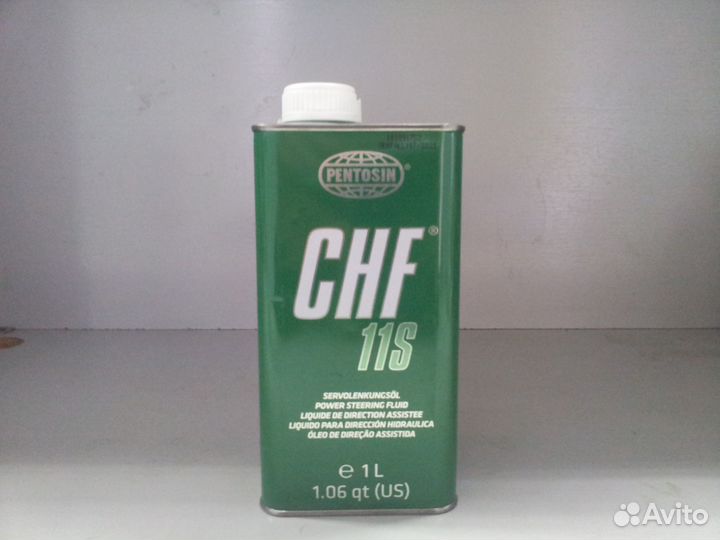 PENTOSIN®
CHF®
11S
SERVOLENKUNGSÖL
POWER STEERING FLUID
LIQUIDE DE DIRECTION ASSISTEE
LIQUIDO PARA DIRECCIÓN HIDRAULICA
ÓLEO DE DIREÇÃO ASSISTIDA
℮ 1 L
1.06 qt (US)
Avito